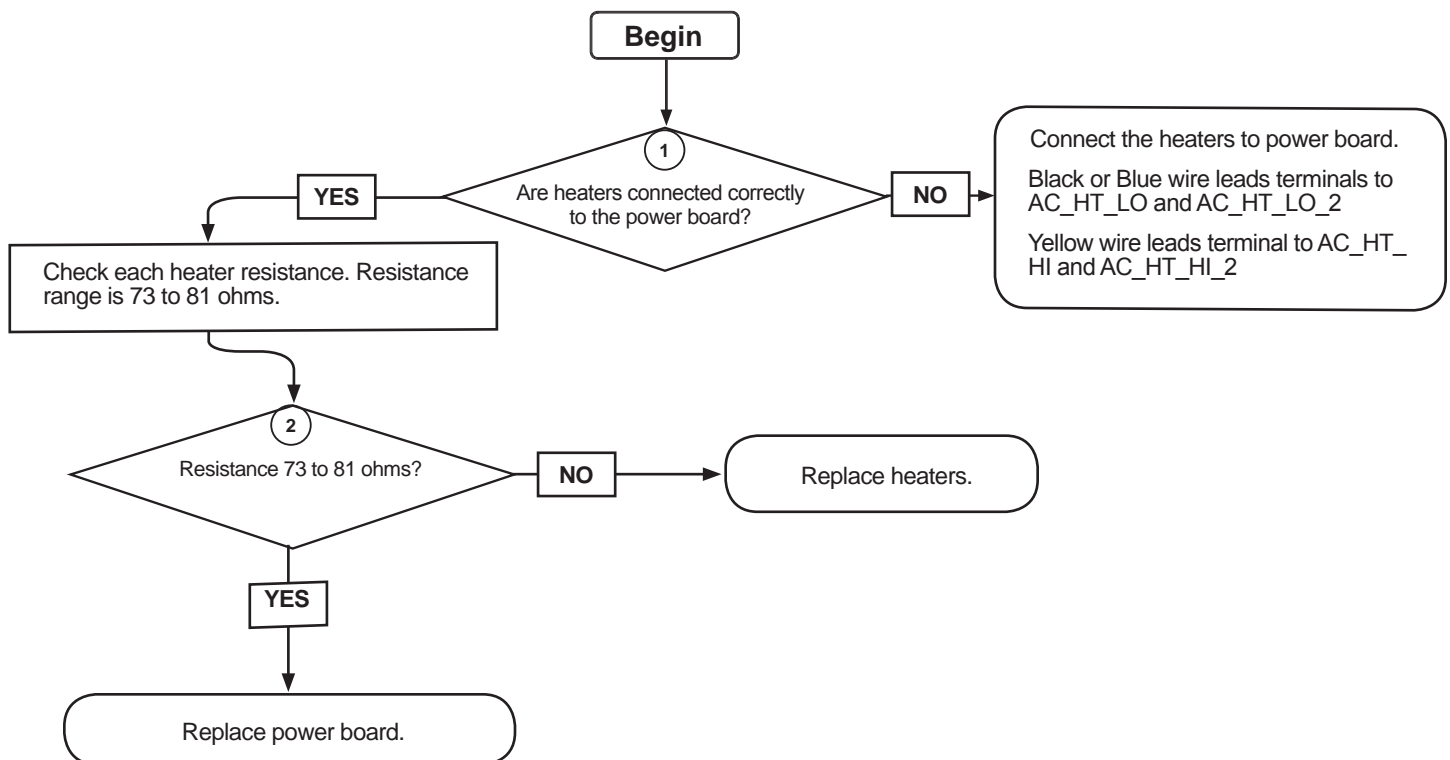 Begin
1
Are heaters connected correctly
to the power board?
YES
NO
Connect the heaters to power board.
Black or Blue wire leads terminals to
AC_HT_LO and AC_HT_LO_2
Yellow wire leads terminal to AC_HT_
HI and AC_HT_HI_2
Check each heater resistance. Resistance
range is 73 to 81 ohms.
2
Resistance 73 to 81 ohms?
NO
Replace heaters.
YES
Replace power board.